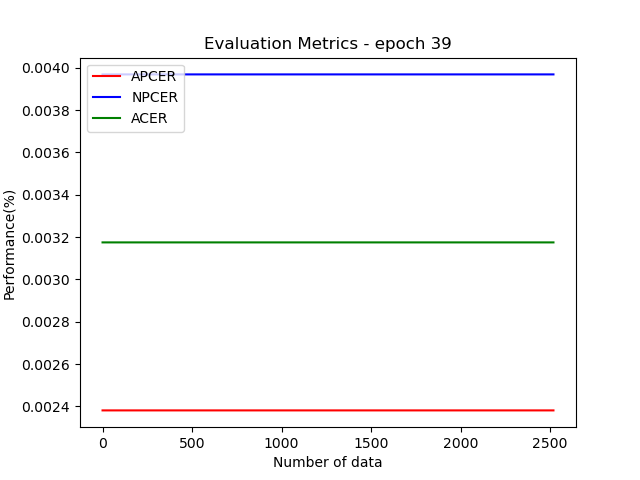 Evaluation Metrics - epoch 39
0.0040
0.0038
0.0036
0.0034
0.0032
0.0030
0.0028
0.0026
0.0024
Performance(%)
APCER
NPCER
ACER
0 500 1000 1500 2000 2500
Number of data